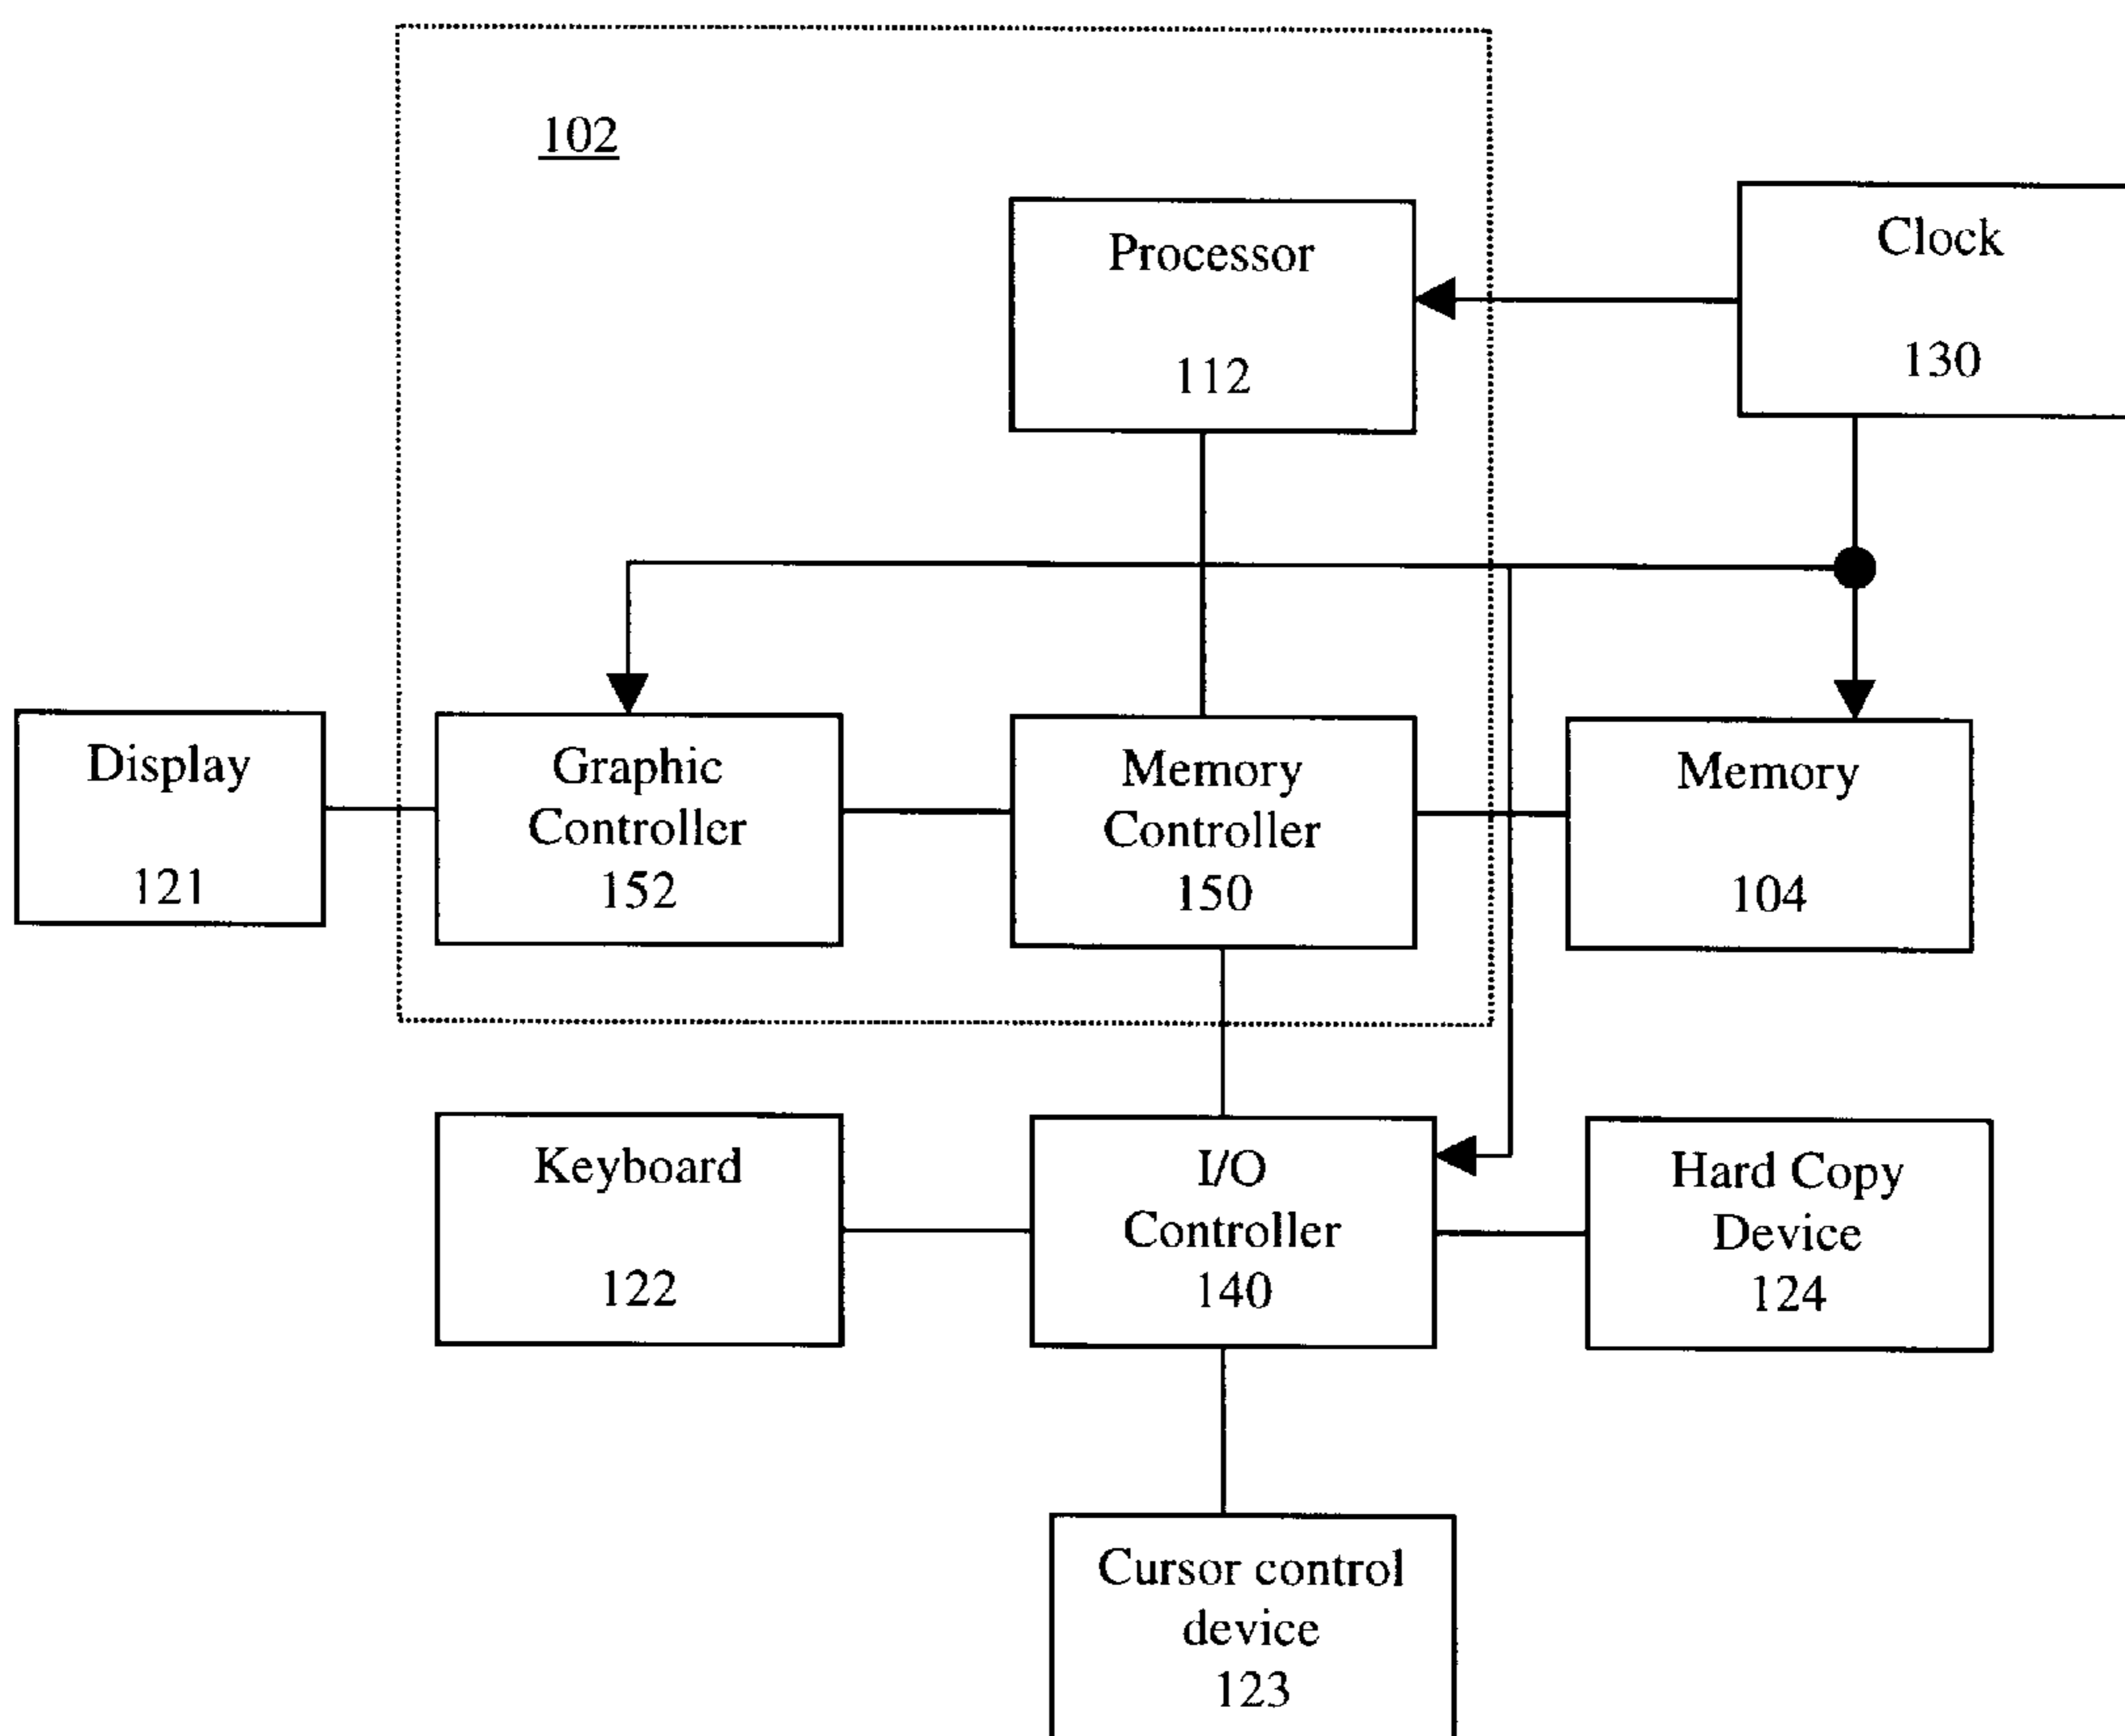 102
Processor
112
Clock
130
Display
121
Graphic
Controller
152
Memory
Controller
150
Memory
104
Keyboard
122
I/O
Controller
140
Hard Copy
Device
124
Cursor control
device
123